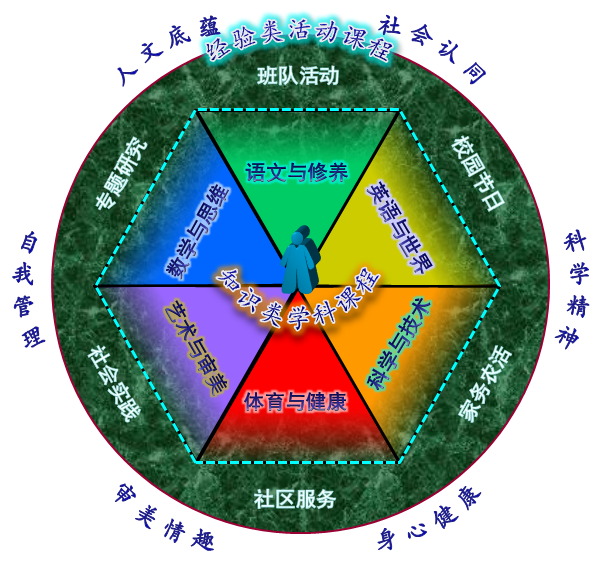 人文底蕴
社会认同
经验类活动课程
班队活动
专题研究
校园书日
语文与修养
数学与思维
英语与世界
自我管理
科学精神
知识类学科课程
艺术与审美
科学与技术
社会实践
家务农活
体育与健康
社区服务
审美情趣
身心健康